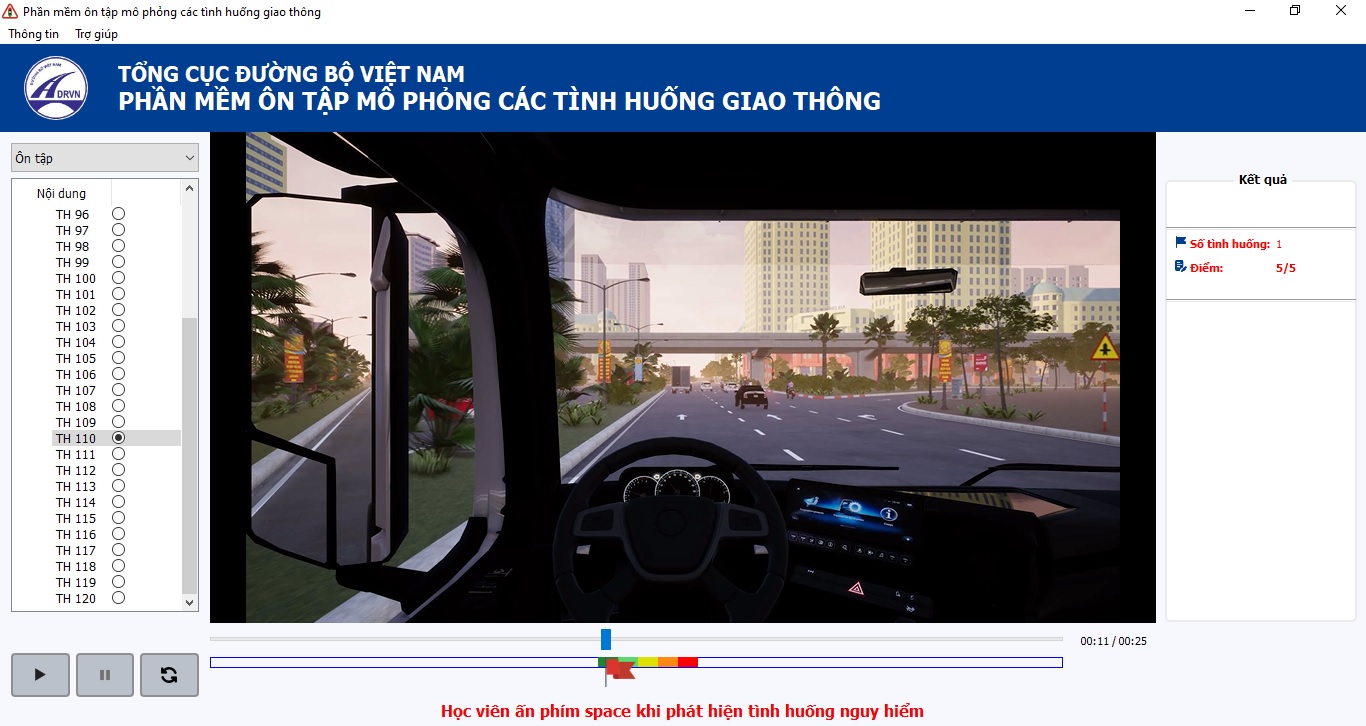 Phần mềm ôn tập mô phỏng các tình huống giao thông
Thông tin Trợ giúp
ĐƯỜNG BỘ VIỆT NAM
DRVN
TỔNG CỤC ĐƯỜNG BỘ VIỆT NAM
PHẦN MỀM ÔN TẬP MÔ PHỎNG CÁC TÌNH HUỐNG GIAO THÔNG
Ôn tập
Nội dung
TH 96
TH 97
TH 98
TH 99
TH 100
TH 101
TH 102
TH 103
TH 104
TH 105
TH 106
TH 107
TH 108
TH 109
TH 110
TH 111
TH 112
TH 113
TH 114
TH 115
TH 116
TH 117
TH 118
TH 119
TH 120
Kết quả
Số tình huống: 1
Điểm: 5/5
00:11 / 00:25
Học viên ấn phím space khi phát hiện tình huống nguy hiểm